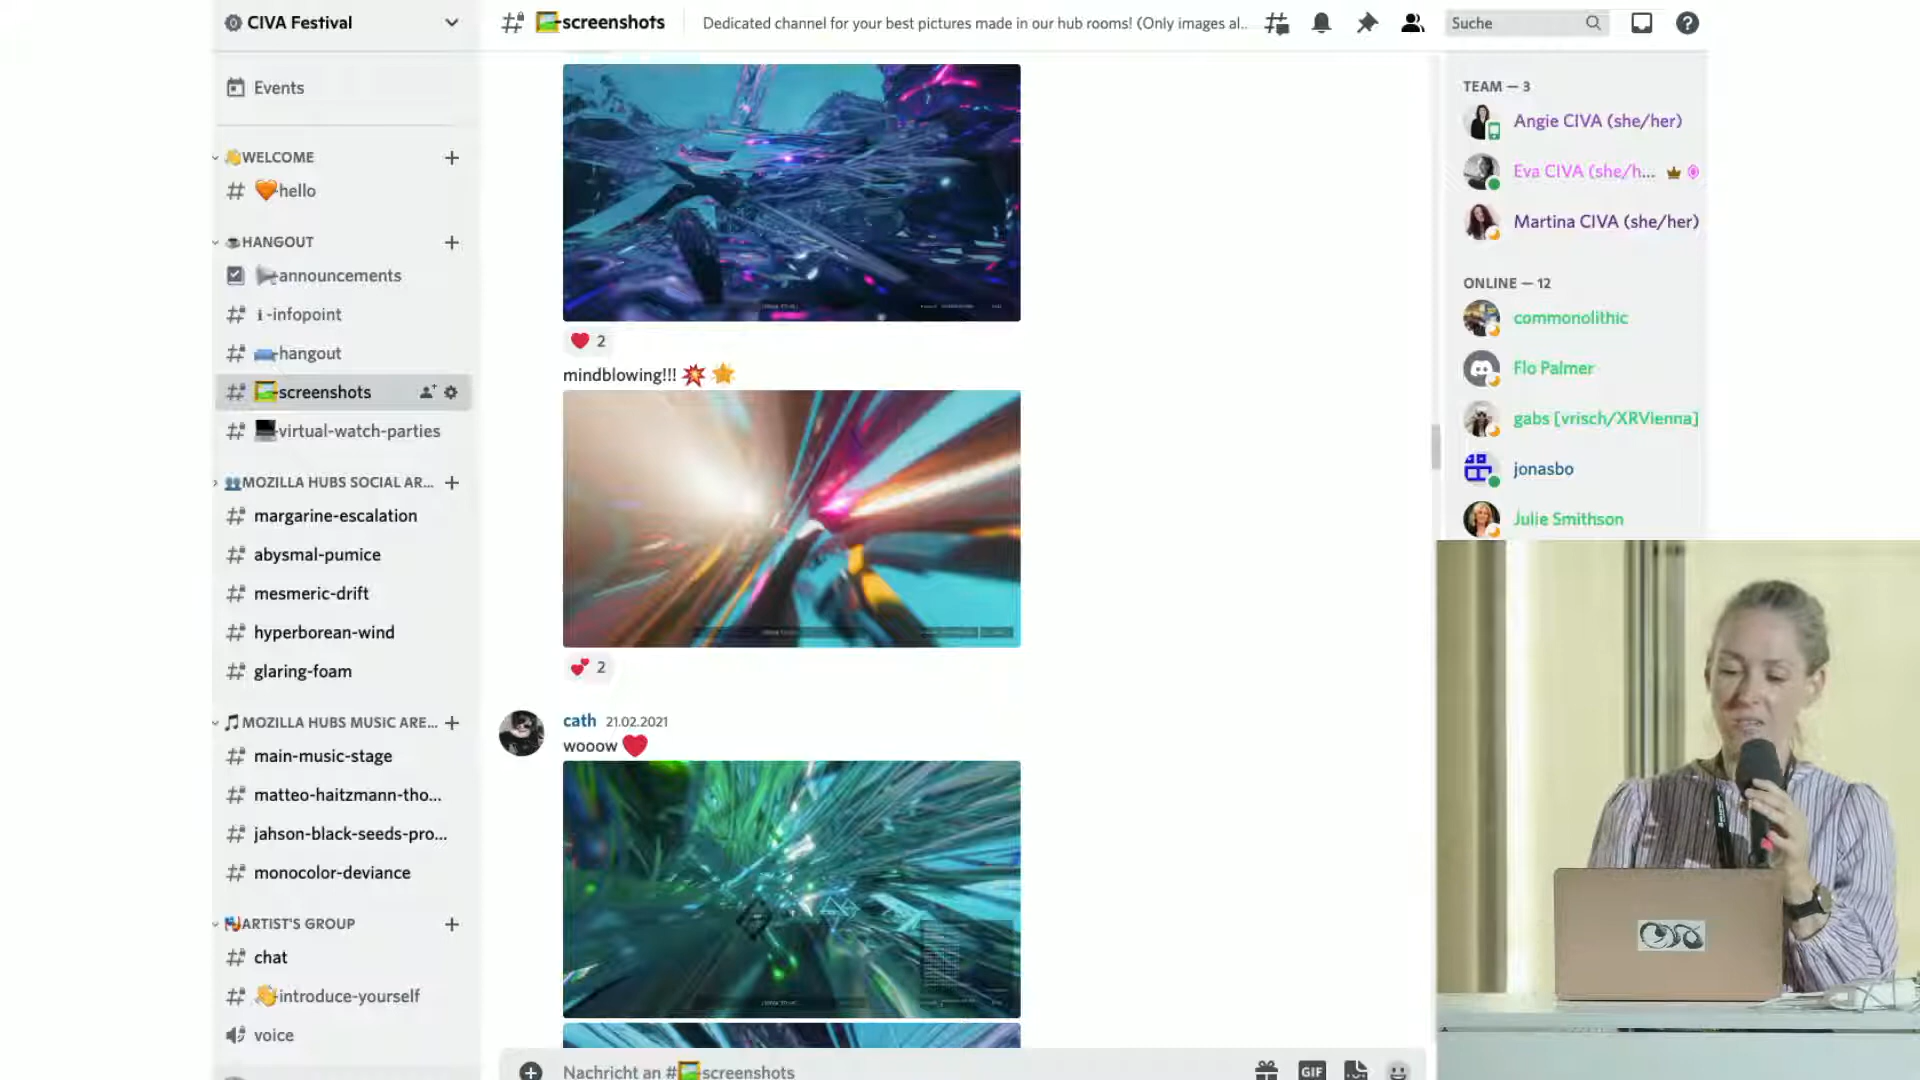 CIVA Festival
Events
WELCOME
hello
HANGOUT
announcements
-infopoint
hangout
screenshots
virtual-watch-parties
MOZILLA HUBS SOCIAL AR...
margarine-escalation
abysmal-pumice
mesmeric-drift
hyperborean-wind
glaring-foam
MOZILLA HUBS MUSIC ARE...
main-music-stage
matteo-haitzmann-tho...
jahson-black-seeds-pro...
monocolor-deviance
ARTIST'S GROUP
chat
introduce-yourself
voice
screenshots
Dedicated channel for your best pictures made in our hub rooms! (Only images al...
Suche
2
mindblowing!!!
2
cath 21.02.2021
wooow
Nachricht an # screenshots
GIF
TEAM — 3
Angie CIVA (she/her)
Eva CIVA (she/h...
Martina CIVA (she/her)
ONLINE — 12
commonolithic
Flo Palmer
gabs [vrisch/XRVienna]
jonasbo
Julie Smithson